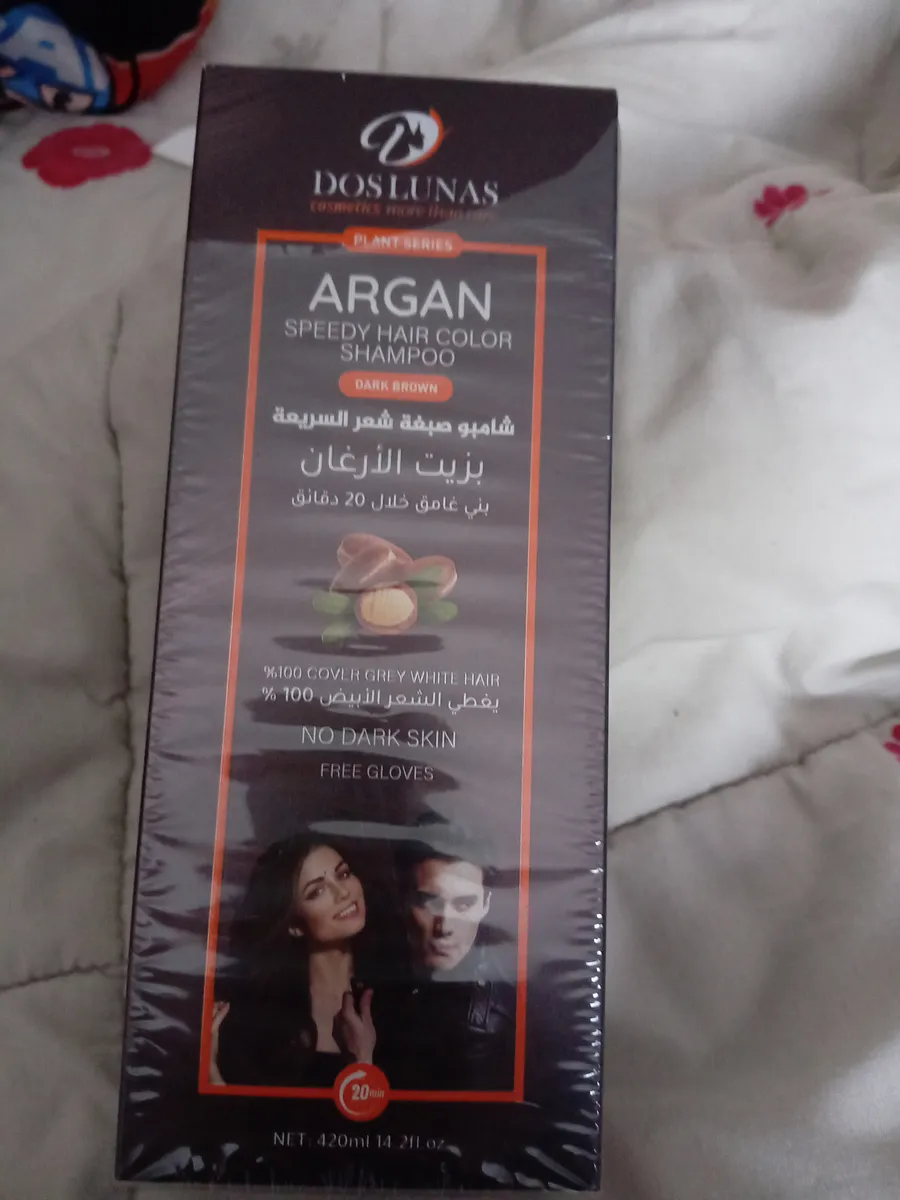 DOS LUNAS
cosmetics more than care
PLANT SERIES
ARGAN
SPEEDY HAIR COLOR
SHAMPOO
DARK BROWN
شامبو صبغة شعر السريعة
بزيت الأرغان
بني غامق خلال 20 دقائق
%100 COVER GREY WHITE HAIR
يغطي الشعر الأبيض 100 %
NO DARK SKIN
FREE GLOVES
20min
NET: 420ml 14.2fl.oz